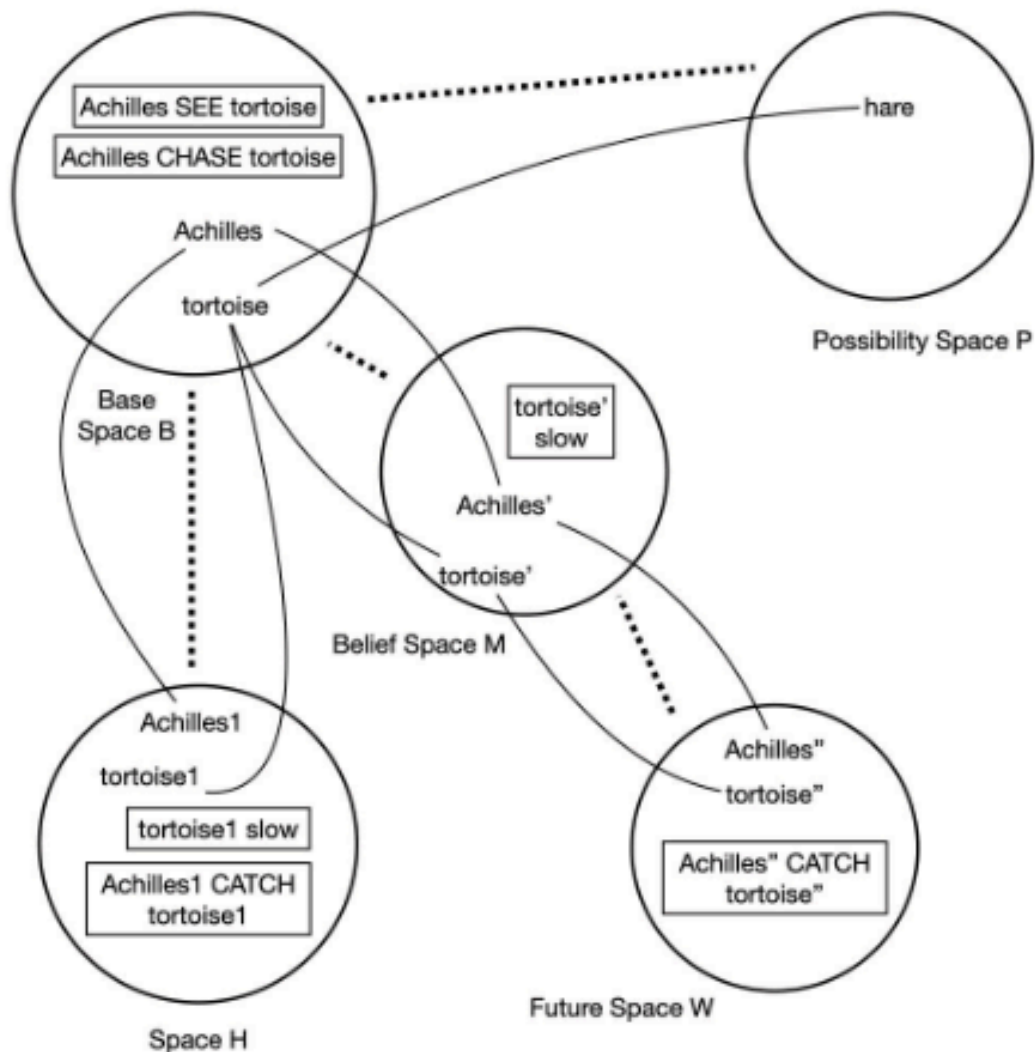 Achilles SEE tortoise
Achilles CHASE tortoise
Achilles
tortoise
Base
Space B
hare
Possibility Space P
tortoise’
slow
Achilles’
tortoise’
Belief Space M
Achilles1
tortoise1
tortoise1 slow
Achilles1 CATCH
tortoise1
Space H
Achilles"
tortoise”
Achilles” CATCH
tortoise”
Future Space W